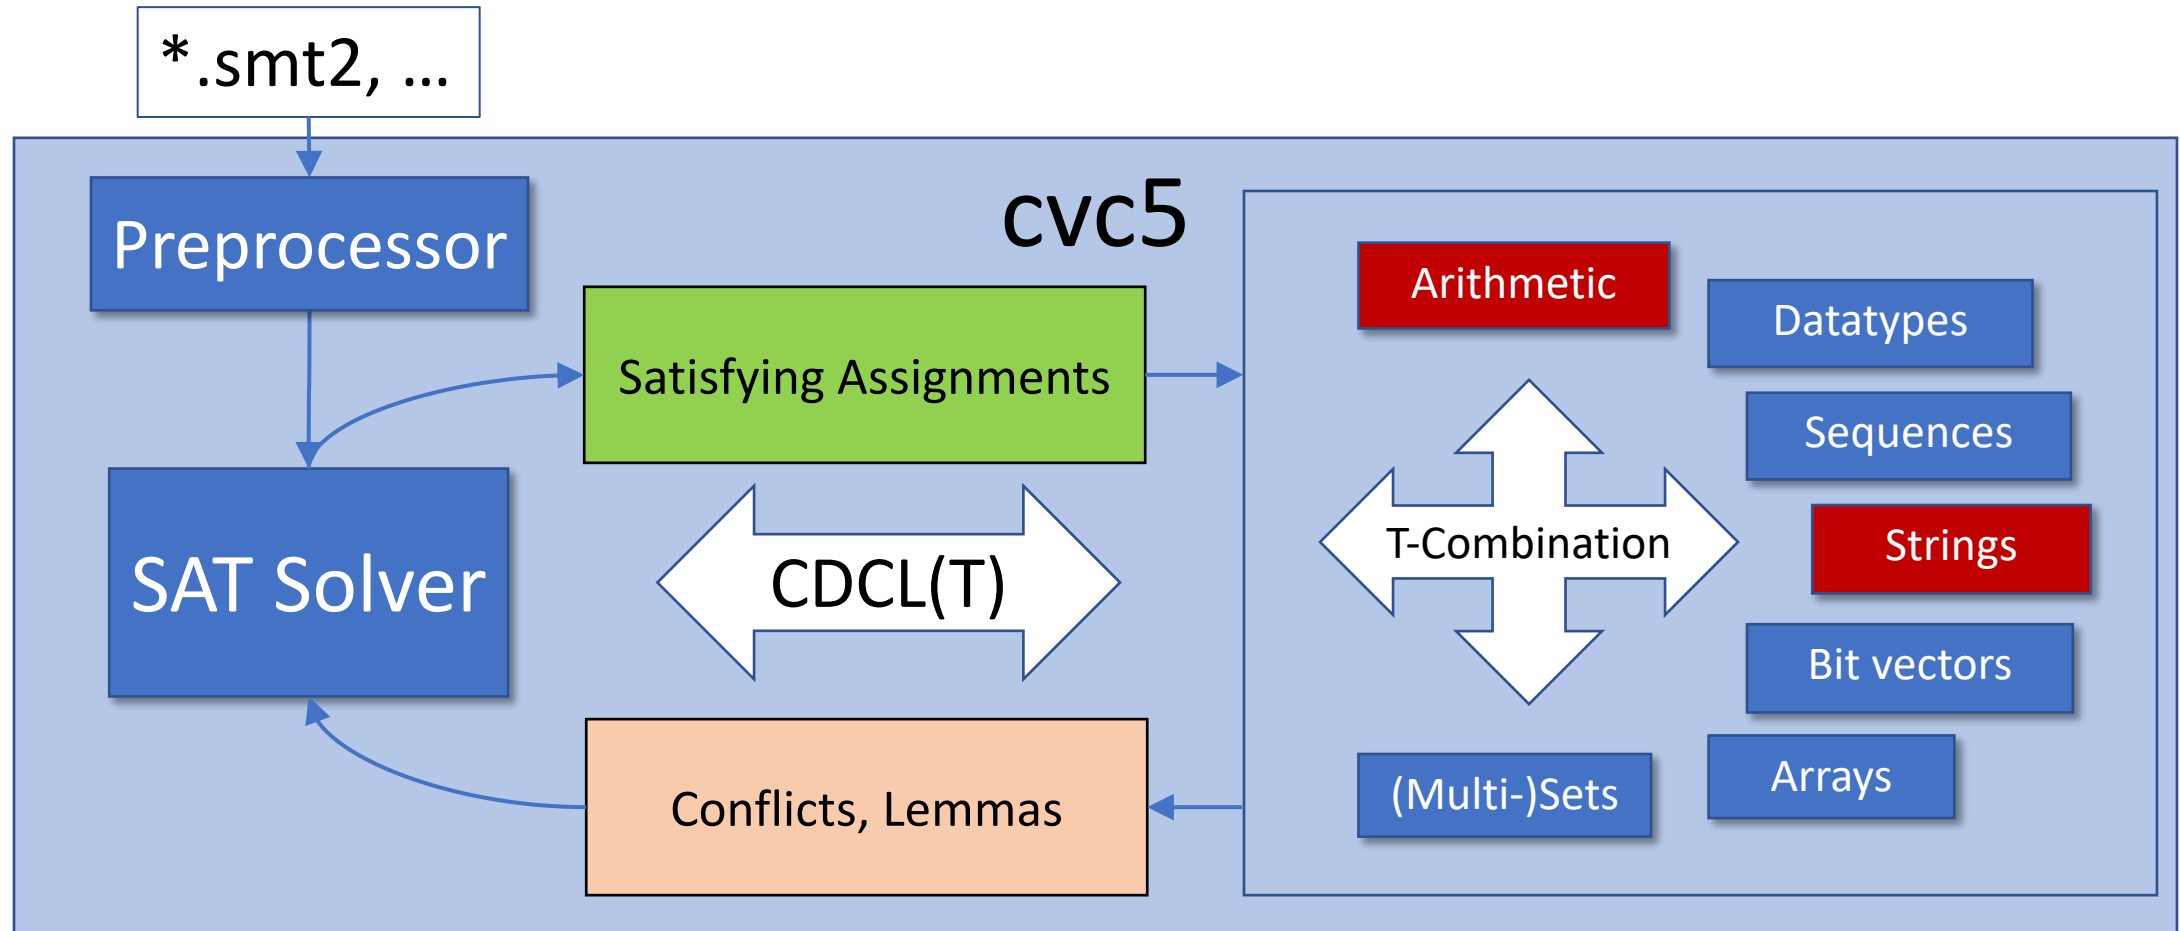 *.smt2, ...
cvc5
Preprocessor
Arithmetic
Datatypes
Satisfying Assignments
Sequences
SAT Solver
CDCL(T)
T-Combination
Strings
Bit vectors
Conflicts, Lemmas
(Multi-)Sets
Arrays